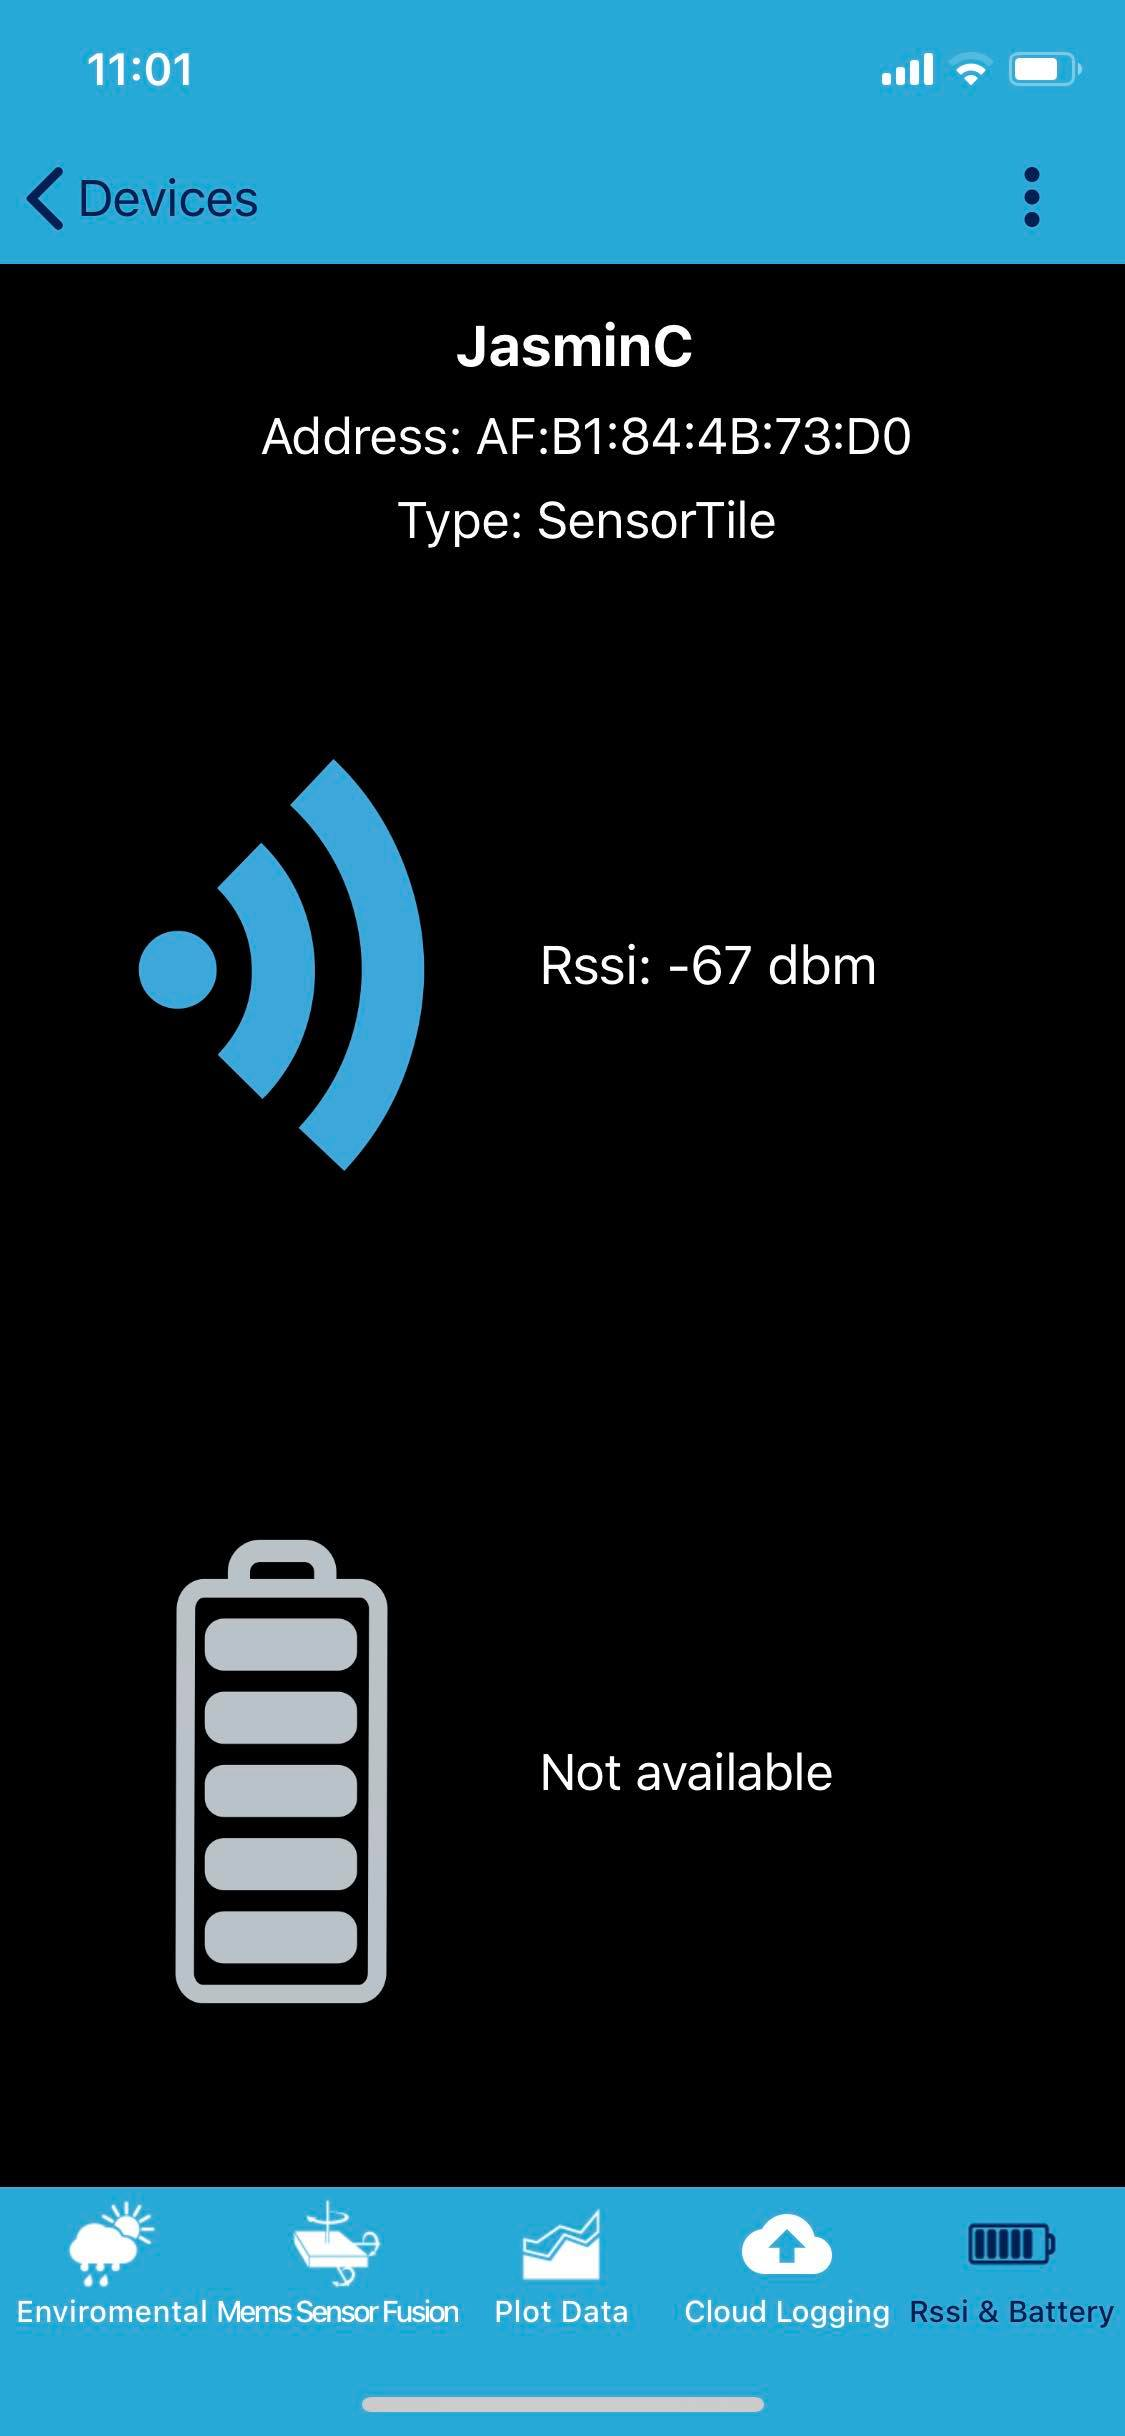 11:01
Devices
JasminC
Address: AF:B1:84:4B:73:D0
Type: SensorTile
Rssi: -67 dbm
Not available
Enviromental Mems Sensor Fusion Plot Data Cloud Logging Rssi & Battery